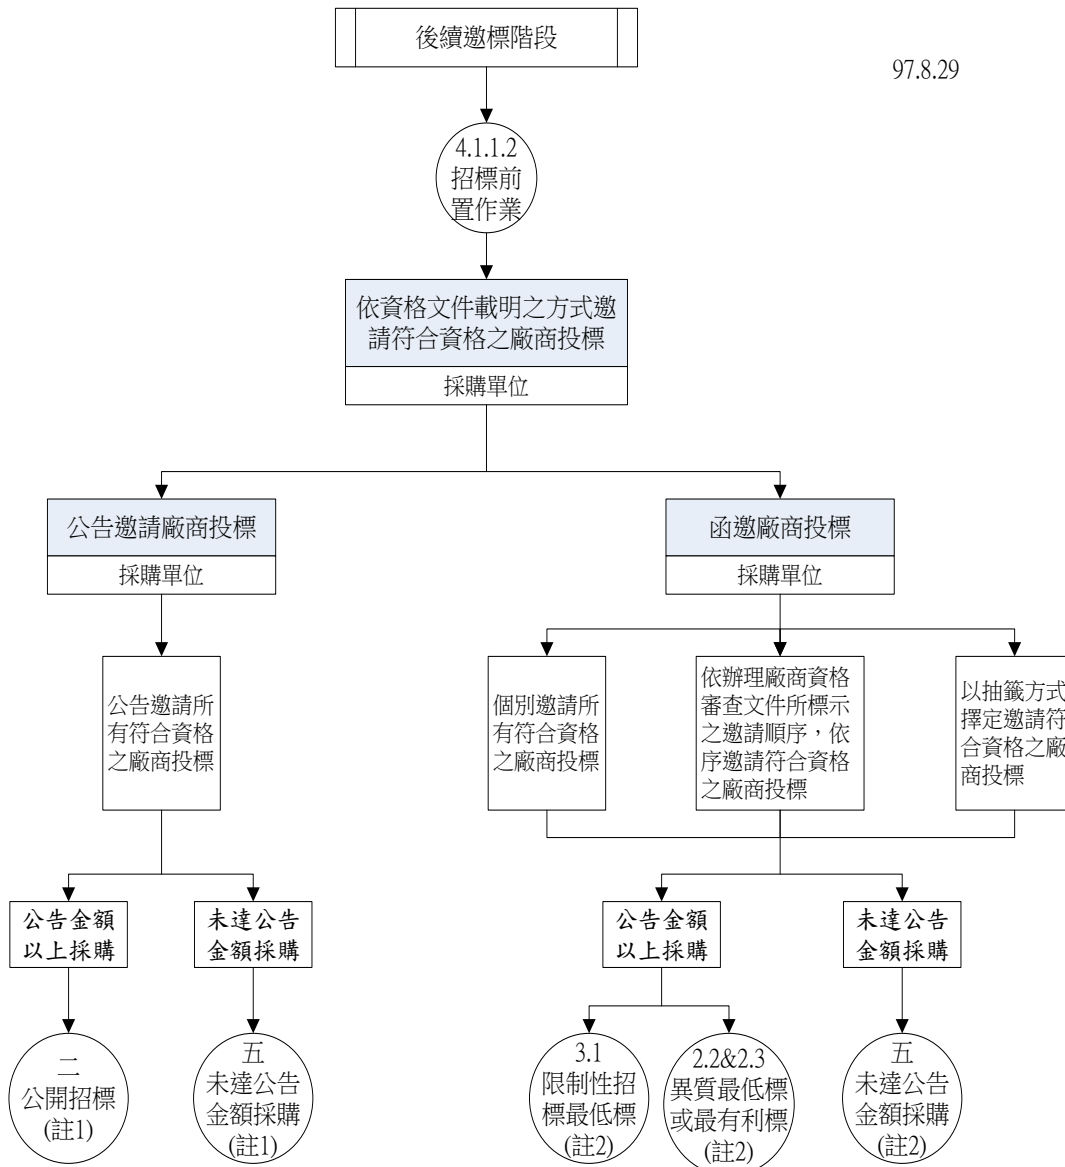 後續邀標階段
97.8.29
4.1.1.2
招標前
置作業
依資格文件載明之方式邀
請符合資格之廠商投標
採購單位
公告邀請廠商投標
採購單位
函邀廠商投標
採購單位
公告邀請所
有符合資格
之廠商投標
個別邀請所
有符合資格
之廠商投標
依辦理廠商資格
審查文件所標示
之邀請順序，依
序邀請符合資格
之廠商投標
以抽籤方式
擇定邀請符
合資格之廠
商投標
公告金額
以上採購
未達公告
金額採購
公告金額
以上採購
未達公告
金額採購
二
公開招標
(註1)
五
未達公告
金額採購
(註1)
3.1
限制性招
標最低標
(註2)
2.2&2.3
異質最低標
或最有利標
(註2)
五
未達公告
金額採購
(註2)